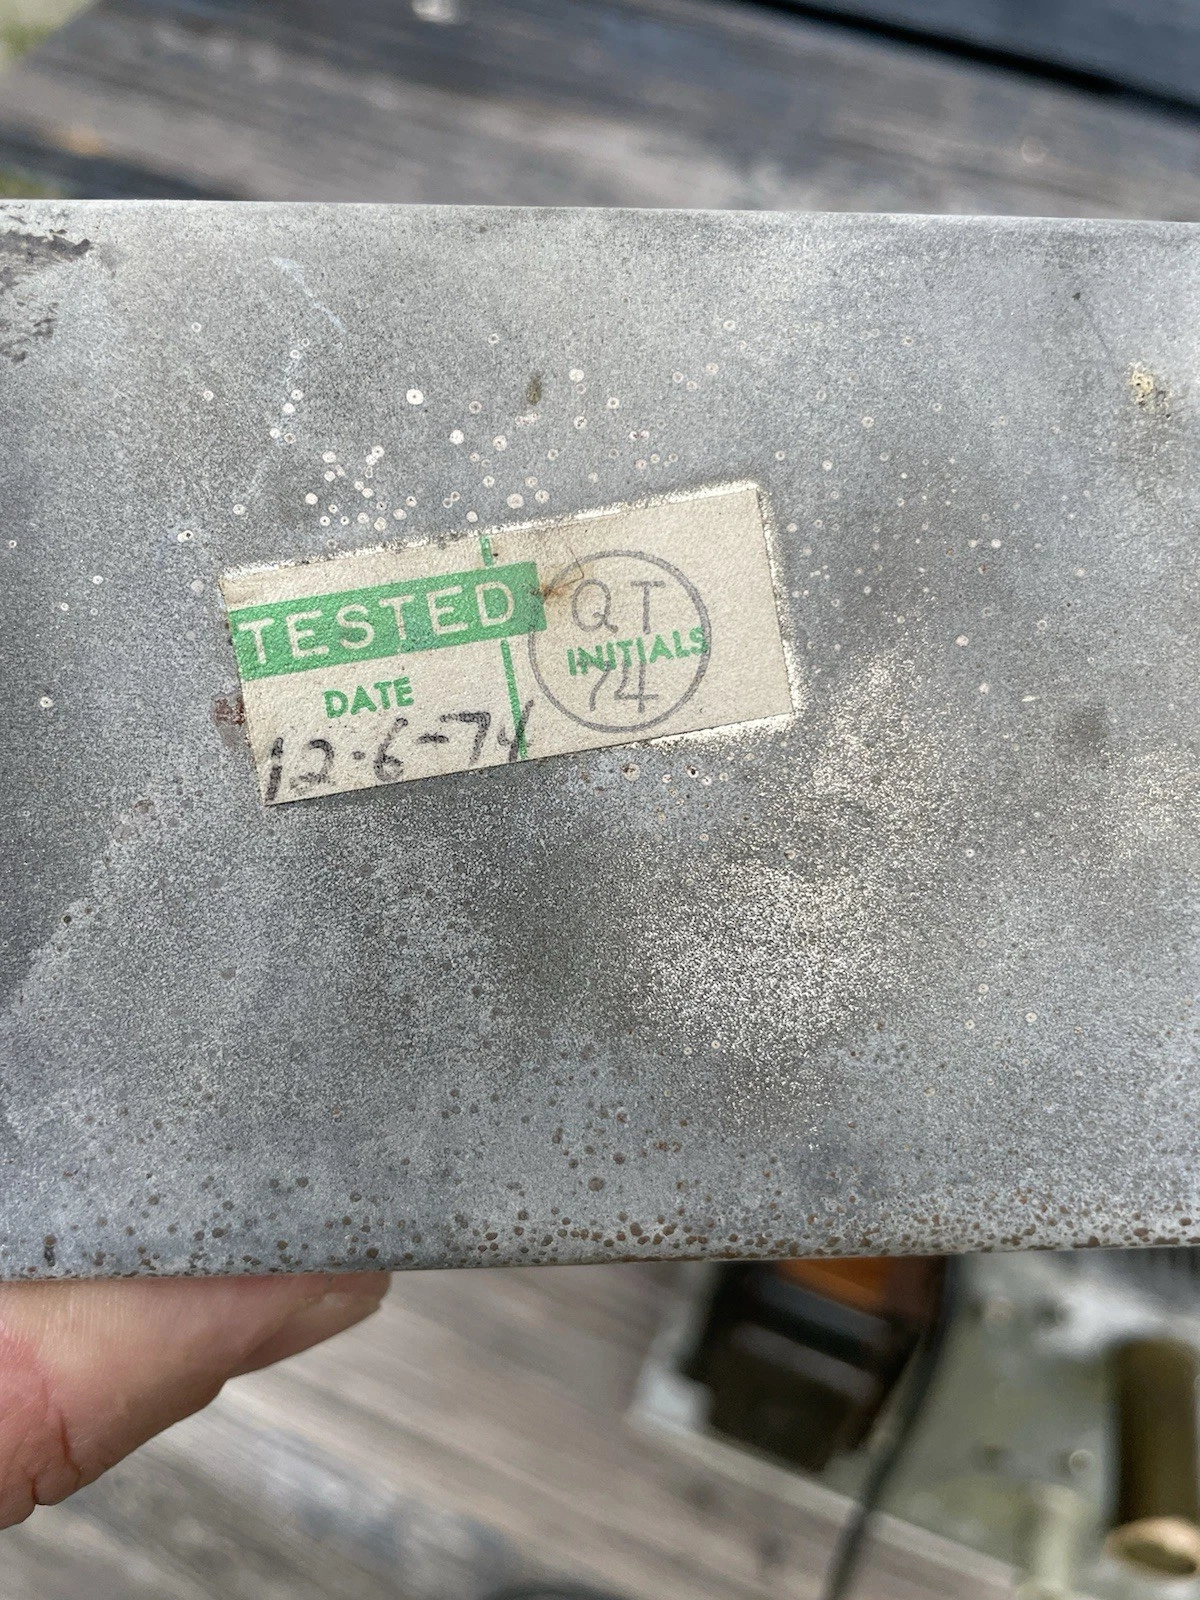 TESTED
DATE
12-6-74
QT
INITIALS
74